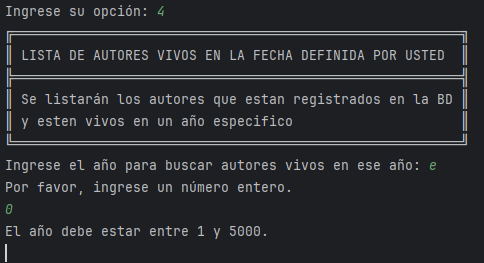 Ingrese su opción: 4
LISTA DE AUTORES VIVOS EN LA FECHA DEFINIDA POR USTED
Se listarán los autores que estan registrados en la BD
y esten vivos en un año especifico
Ingrese el año para buscar autores vivos en ese año: e
Por favor, ingrese un número entero.
0
El año debe estar entre 1 y 5000.